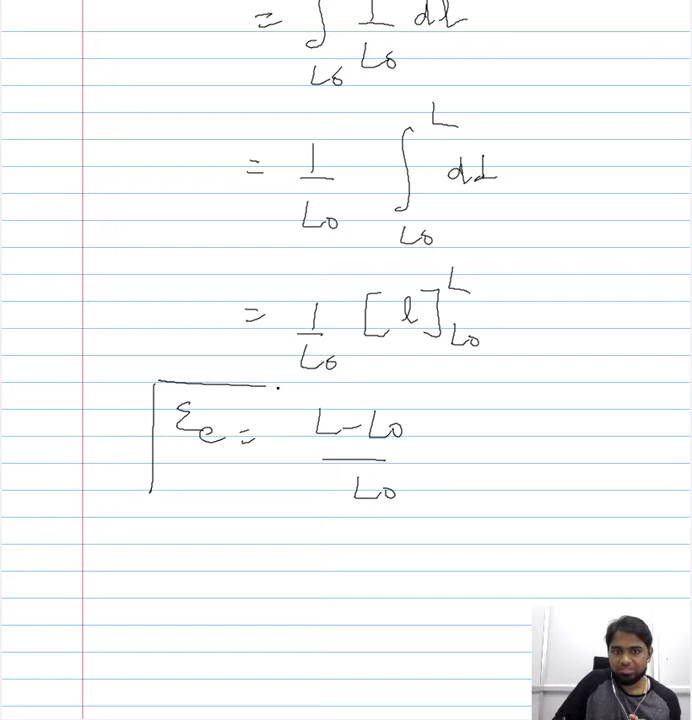 = ∫_{L0} 1/L0 dl
= 1/L0 ∫_{L0}^{L} dl
= 1/L0 [l]_{L0}^{L}
εe = L-L0/L0